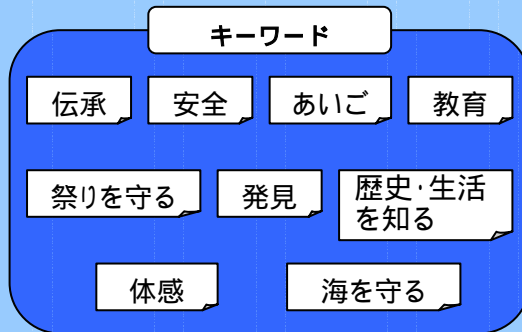 キーワード
伝承
安全
あいご
教育
祭りを守る
発見
歴史・生活
を知る
体感
海を守る